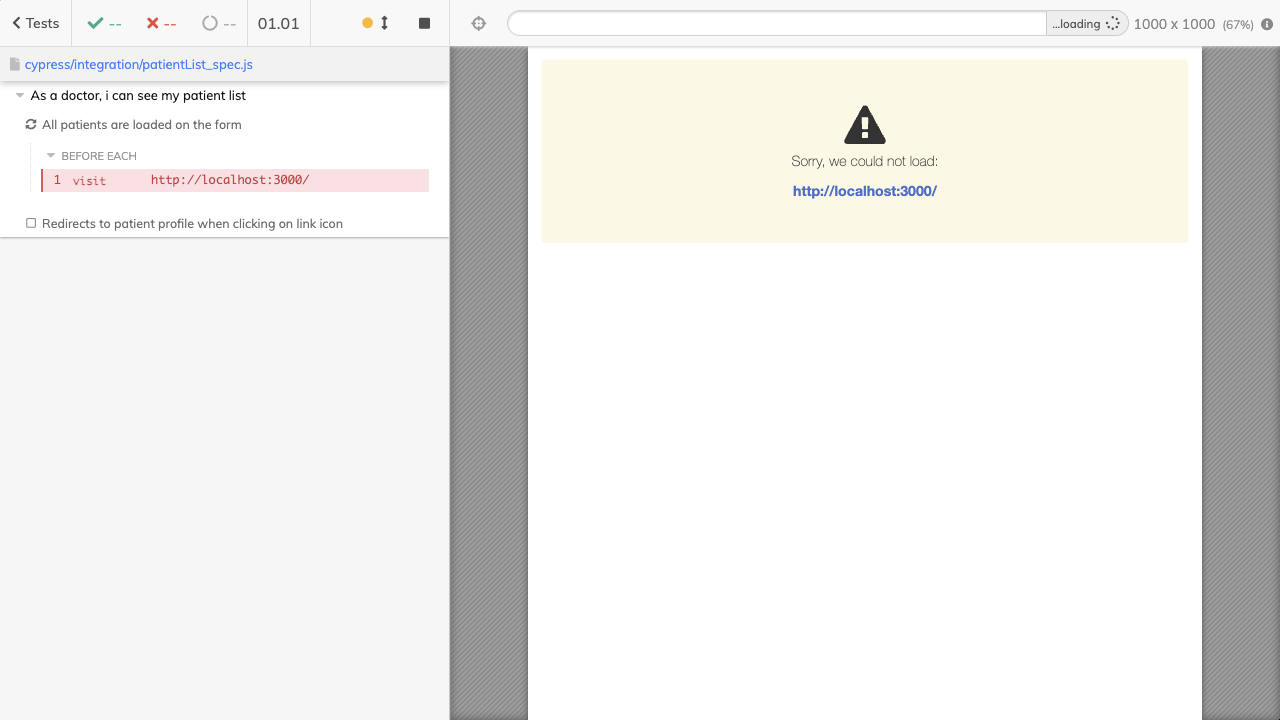 Tests -- -- -- 01.01
...loading 1000 x 1000 (67%)
cypress/integration/patientList_spec.js
As a doctor, i can see my patient list
All patients are loaded on the form
BEFORE EACH
1 visit http://localhost:3000/
Redirects to patient profile when clicking on link icon
Sorry, we could not load:
http://localhost:3000/